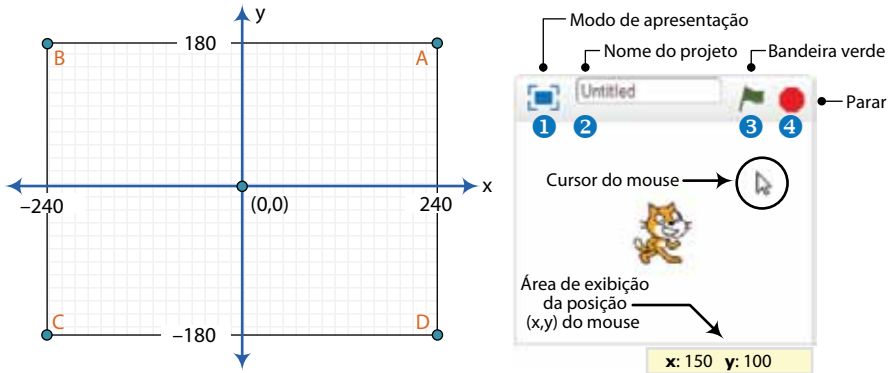 y
B
180
A
x
−240
(0,0)
240
C
−180
D
Modo de apresentação
Nome do projeto
Bandeira verde
Untitled
Parar
1
2
3
4
Cursor do mouse
Área de exibição
da posição
(x,y) do mouse
x: 150 y: 100